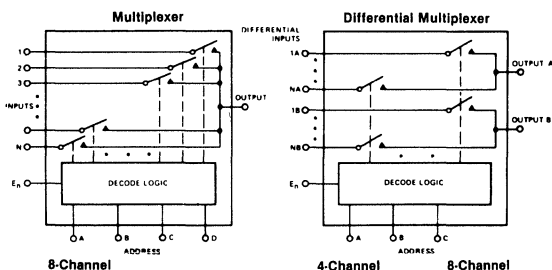 Multiplexer
1
2
3
INPUTS
N
OUTPUT
En
DECODE LOGIC
A B C D
ADDRESS
8-Channel
Differential Multiplexer
DIFFERENTIAL
INPUTS
1A
NA
1B
NB
OUTPUT A
OUTPUT B
En
DECODE LOGIC
A B C
ADDRESS
4-Channel 8-Channel